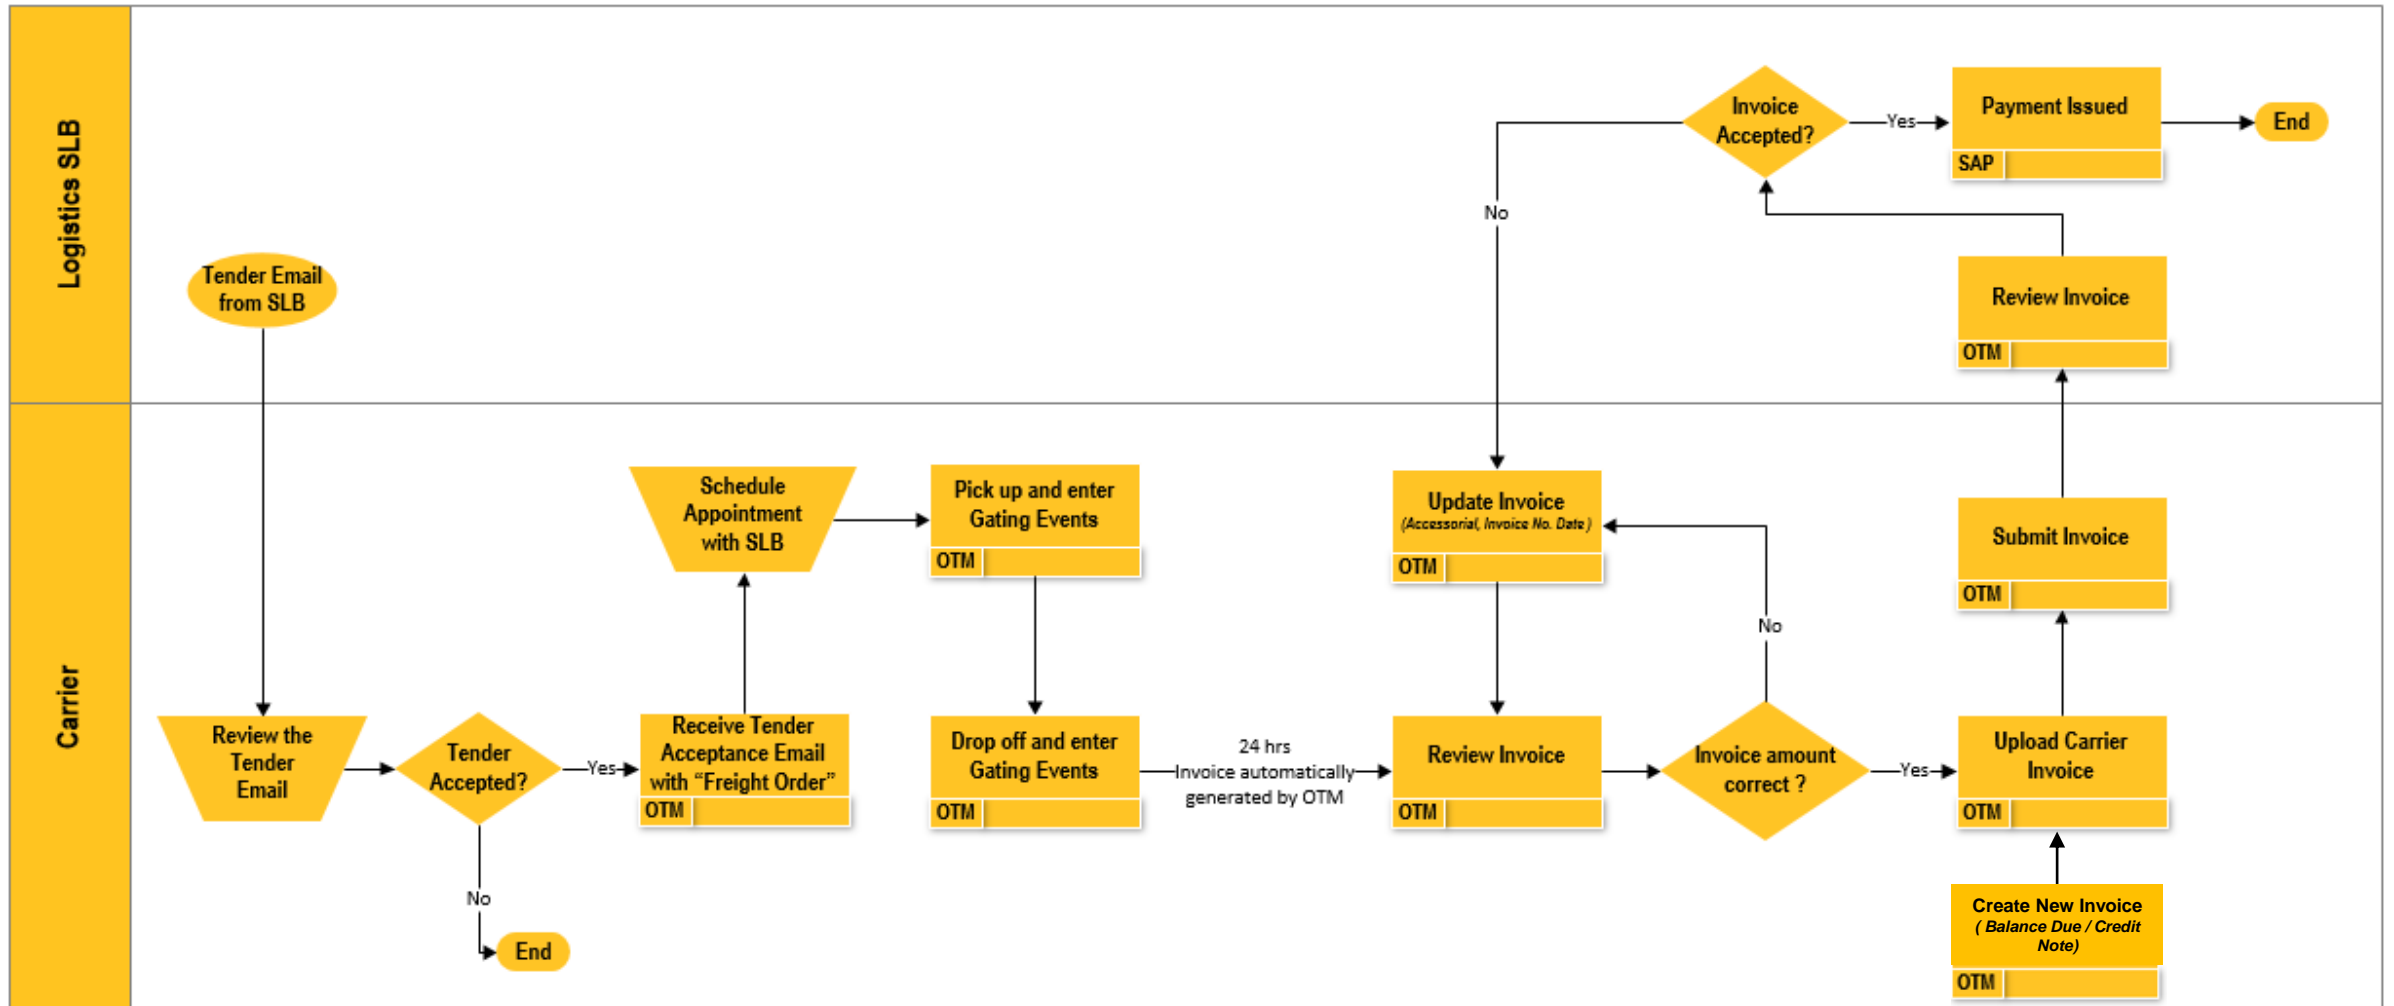 Logistics SLB
Tender Email
from SLB
Invoice
Accepted?
Yes
Payment Issued
SAP
End
No
Review Invoice
OTM
Carrier
Review the
Tender
Email
Tender
Accepted?
Yes
No
End
Receive Tender
Acceptance Email
with “Freight Order”
OTM
Schedule
Appointment
with SLB
Pick up and enter
Gating Events
OTM
Drop off and enter
Gating Events
OTM
24 hrs
Invoice automatically
generated by OTM
Update Invoice
(Accessorial, Invoice No. Date )
OTM
Review Invoice
OTM
Invoice amount
correct ?
No
Yes
Submit Invoice
OTM
Upload Carrier
Invoice
OTM
Create New Invoice
( Balance Due / Credit
Note)
OTM